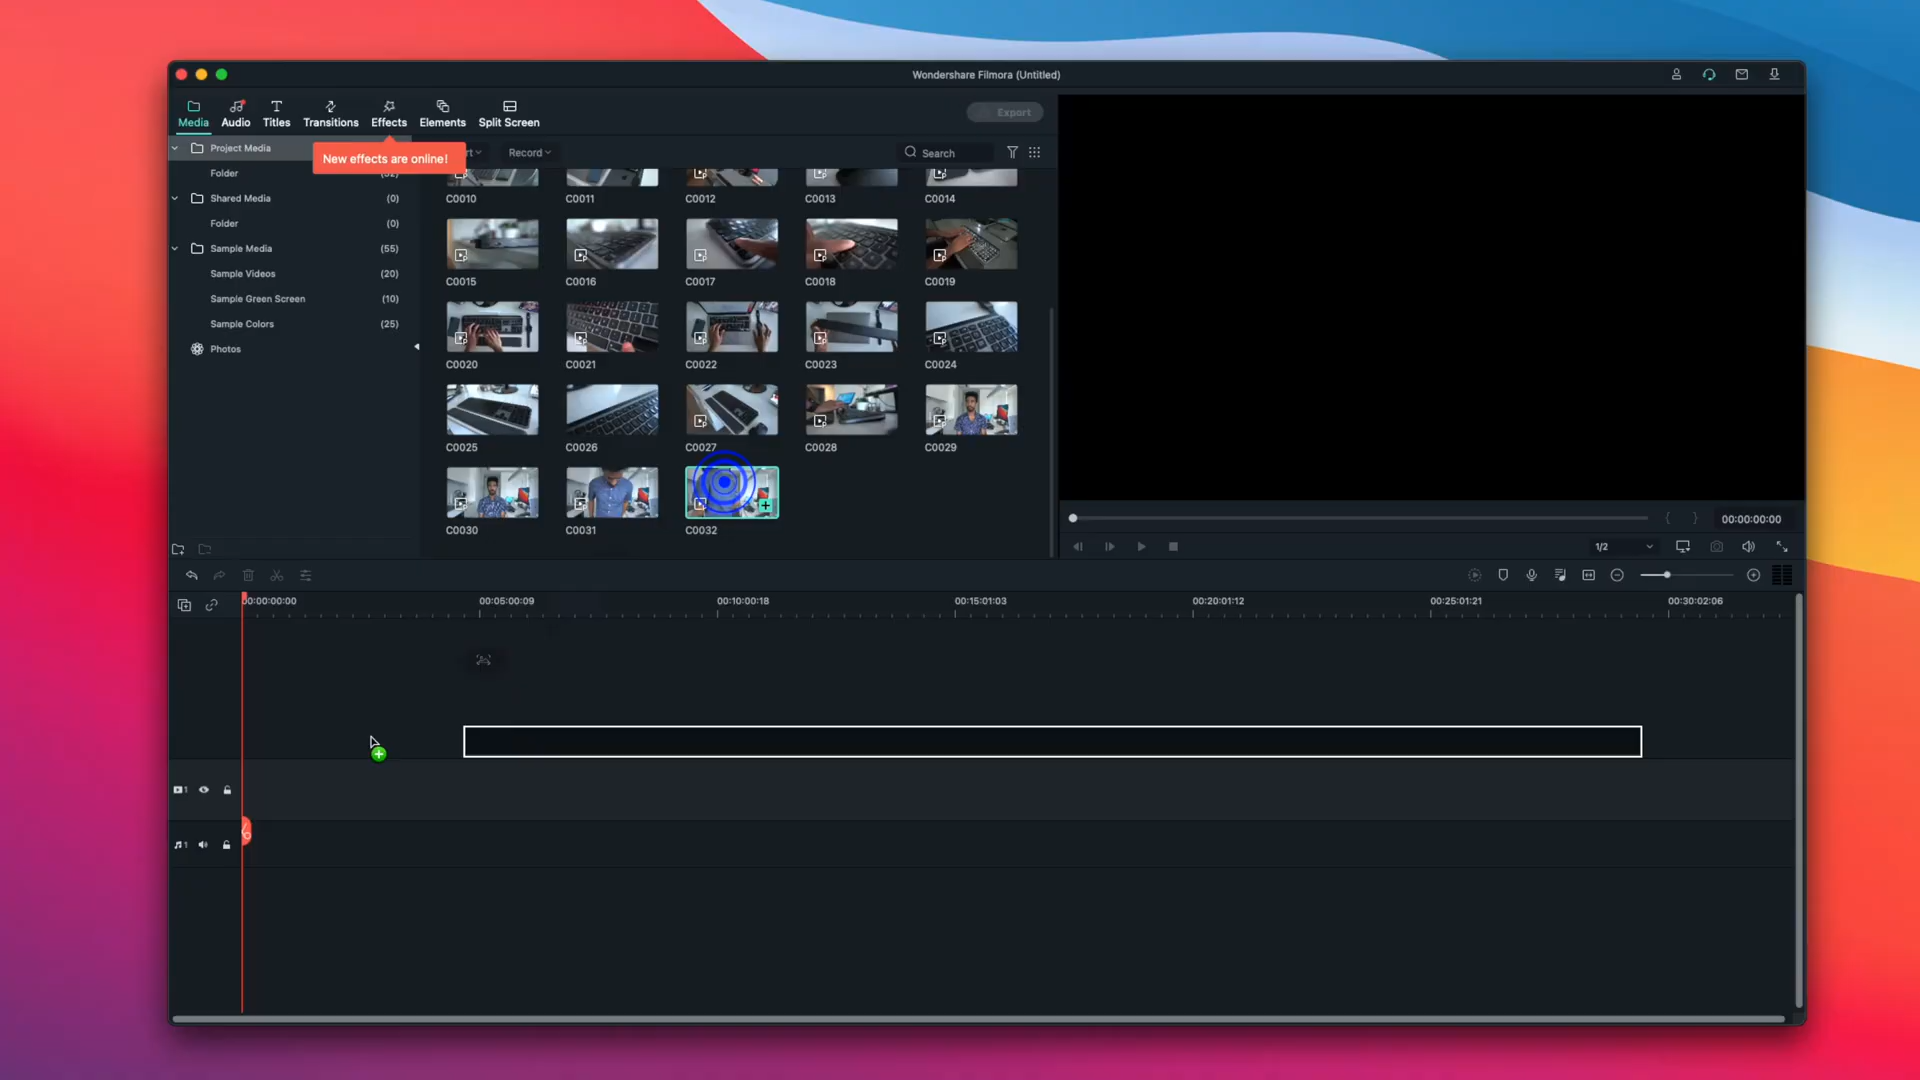 Wondershare Filmora (Untitled)
Media
Audio
Titles
Transitions
Effects
Elements
Split Screen
Export
Project Media
New effects are online!
Record
Search
Folder
Shared Media (0)
Folder (0)
Sample Media (55)
Sample Videos (20)
Sample Green Screen (10)
Sample Colors (25)
Photos
C0010
C0011
C0012
C0013
C0014
C0015
C0016
C0017
C0018
C0019
C0020
C0021
C0022
C0023
C0024
C0025
C0026
C0027
C0028
C0029
C0030
C0031
C0032
00:00:00:00
1/2
00:00:00:00
00:05:00:09
00:10:00:18
00:15:01:03
00:20:01:12
00:25:01:21
00:30:02:06
1
1